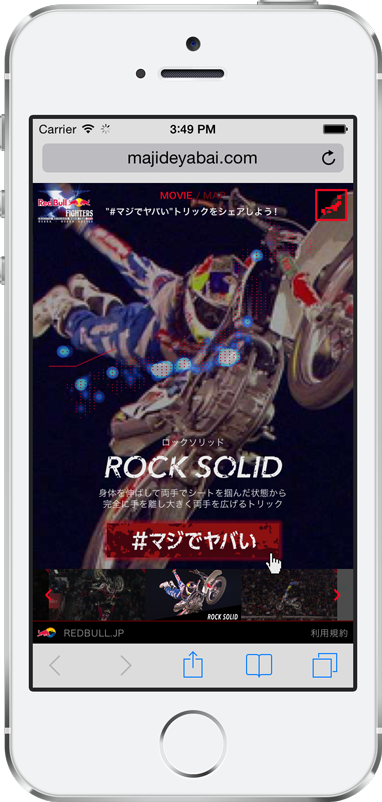 Carrier 3:49 PM
majideyabai.com
Red Bull
FIGHTERS
MOVIE / MAP
"#マジでヤバい"トリックをシェアしよう！
ロックソリッド
ROCK SOLID
身体を伸ばして両手でシートを掴んだ状態から
完全に手を離し大きく両手を広げるトリック
#マジでヤバい
ROCK SOLID
REDBULL.JP 利用規約